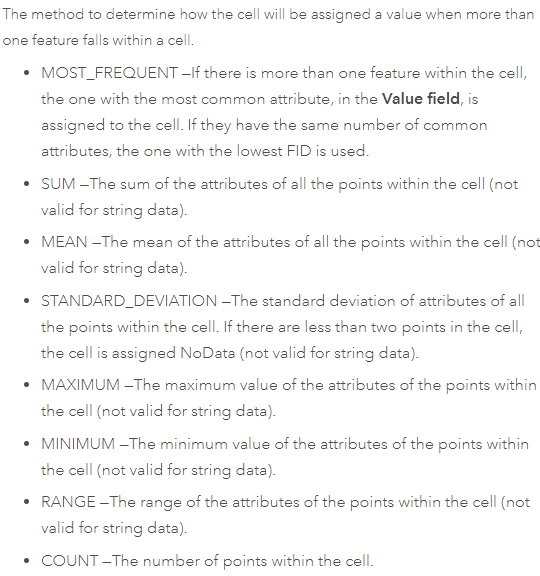 The method to determine how the cell will be assigned a value when more than
one feature falls within a cell.
• MOST_FREQUENT —If there is more than one feature within the cell,
the one with the most common attribute, in the Value field, is
assigned to the cell. If they have the same number of common
attributes, the one with the lowest FID is used.
• SUM —The sum of the attributes of all the points within the cell (not
valid for string data).
• MEAN —The mean of the attributes of all the points within the cell (not
valid for string data).
• STANDARD_DEVIATION —The standard deviation of attributes of all
the points within the cell. If there are less than two points in the cell,
the cell is assigned NoData (not valid for string data).
• MAXIMUM —The maximum value of the attributes of the points within
the cell (not valid for string data).
• MINIMUM —The minimum value of the attributes of the points within
the cell (not valid for string data).
• RANGE —The range of the attributes of the points within the cell (not
valid for string data).
• COUNT —The number of points within the cell.